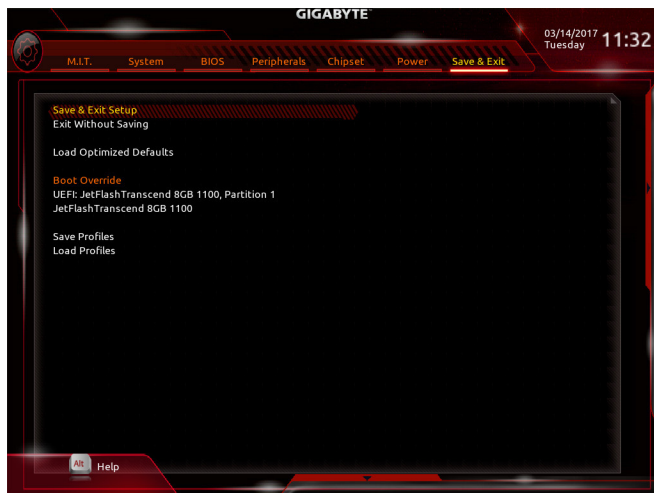 GIGABYTE
03/14/2017
Tuesday
11:32
M.I.T. System BIOS Peripherals Chipset Power Save & Exit
Save & Exit Setup
Exit Without Saving
Load Optimized Defaults
Boot Override
UEFI: JetFlashTranscend 8GB 1100, Partition 1
JetFlashTranscend 8GB 1100
Save Profiles
Load Profiles
Alt Help